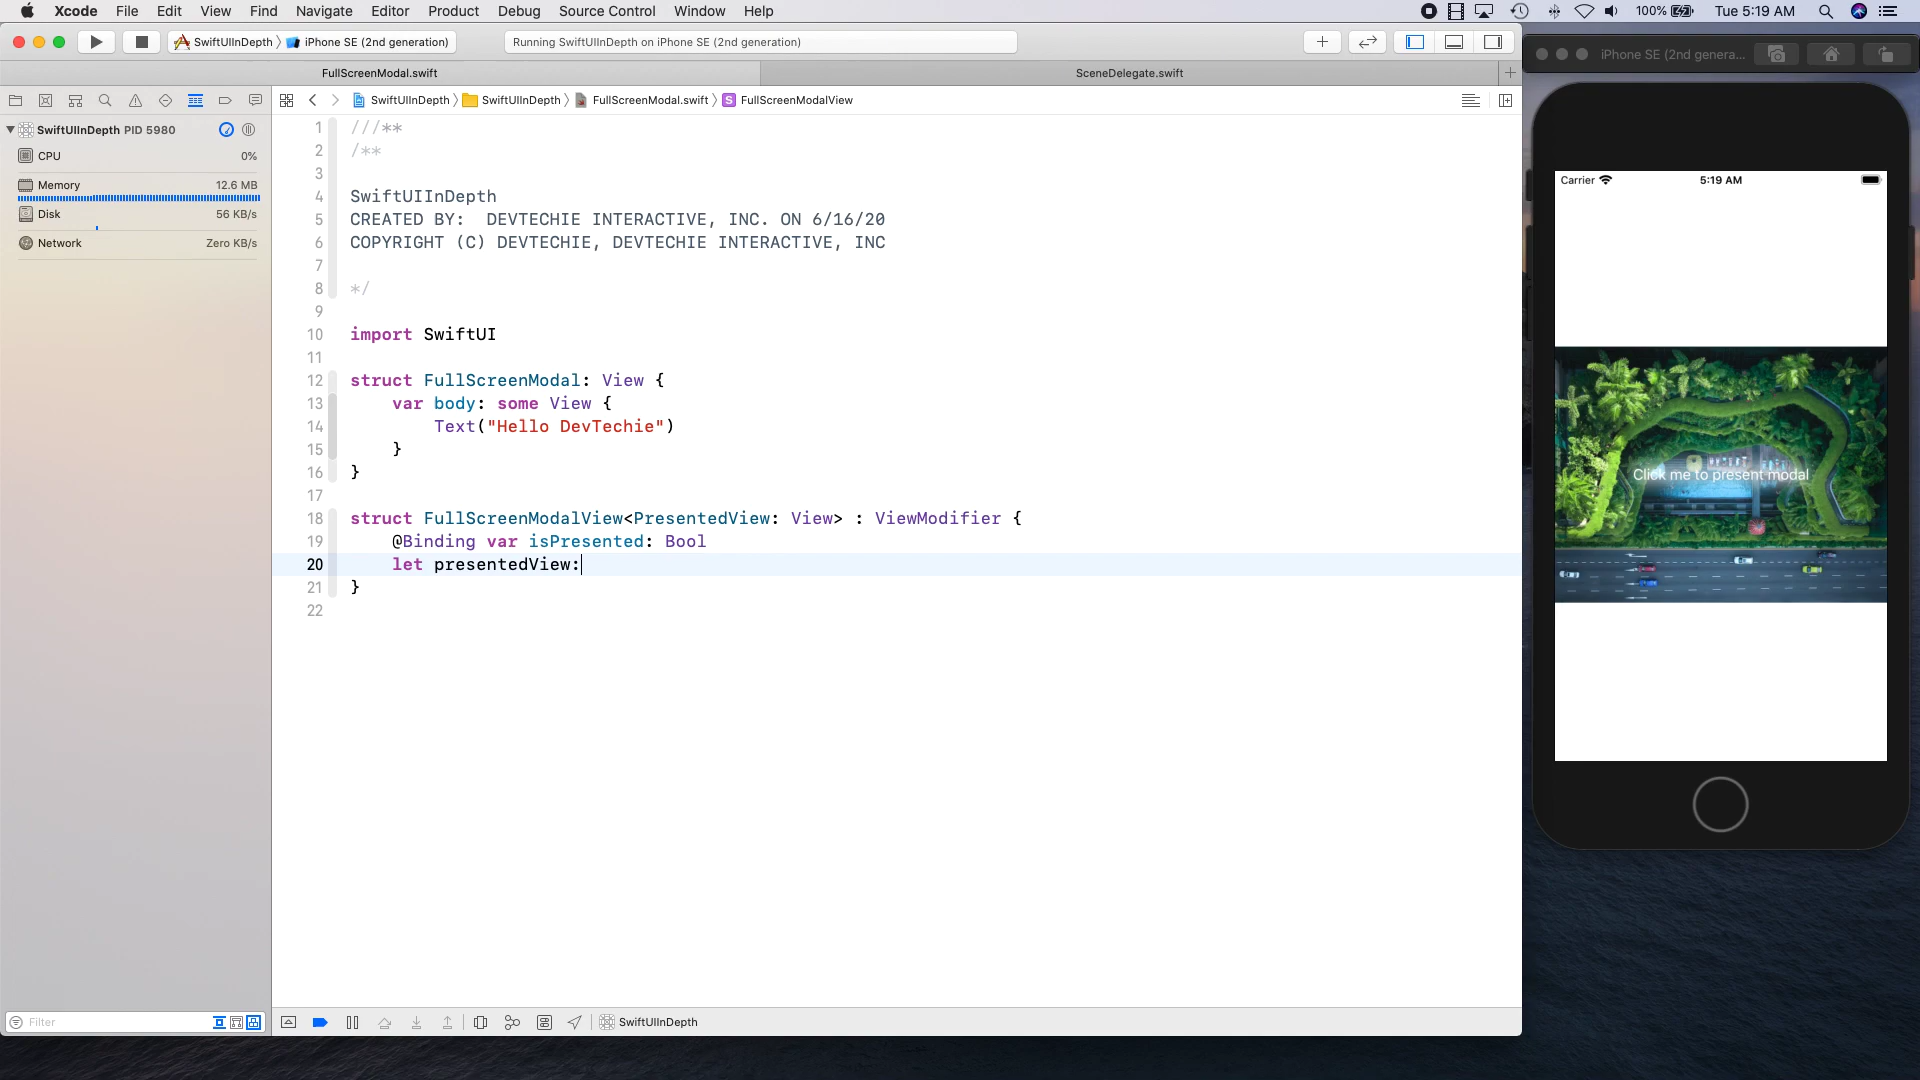 Xcode File Edit View Find Navigate Editor Product Debug Source Control Window Help 100% Tue 5:19 AM
SwiftUIInDepth iPhone SE (2nd generation) Running SwiftUIInDepth on iPhone SE (2nd generation)
iPhone SE (2nd genera...
FullScreenModal.swift SceneDelegate.swift
SwiftUIInDepth SwiftUIInDepth FullScreenModal.swift S FullScreenModalView
SwiftUIInDepth PID 5980
CPU 0%
Memory 12.6 MB
Disk 56 KB/s
Network Zero KB/s
1 ///**
2 /**
3
4 SwiftUIInDepth
5 CREATED BY: DEVTECHIE INTERACTIVE, INC. ON 6/16/20
6 COPYRIGHT (C) DEVTECHIE, DEVTECHIE INTERACTIVE, INC
7
8 */
9
10 import SwiftUI
11
12 struct FullScreenModal: View {
13 var body: some View {
14 Text("Hello DevTechie")
15 }
16 }
17
18 struct FullScreenModalView<PresentedView: View> : ViewModifier {
19 @Binding var isPresented: Bool
20 let presentedView:
21 }
22
Carrier 5:19 AM
Click me to present modal
Filter
SwiftUIInDepth